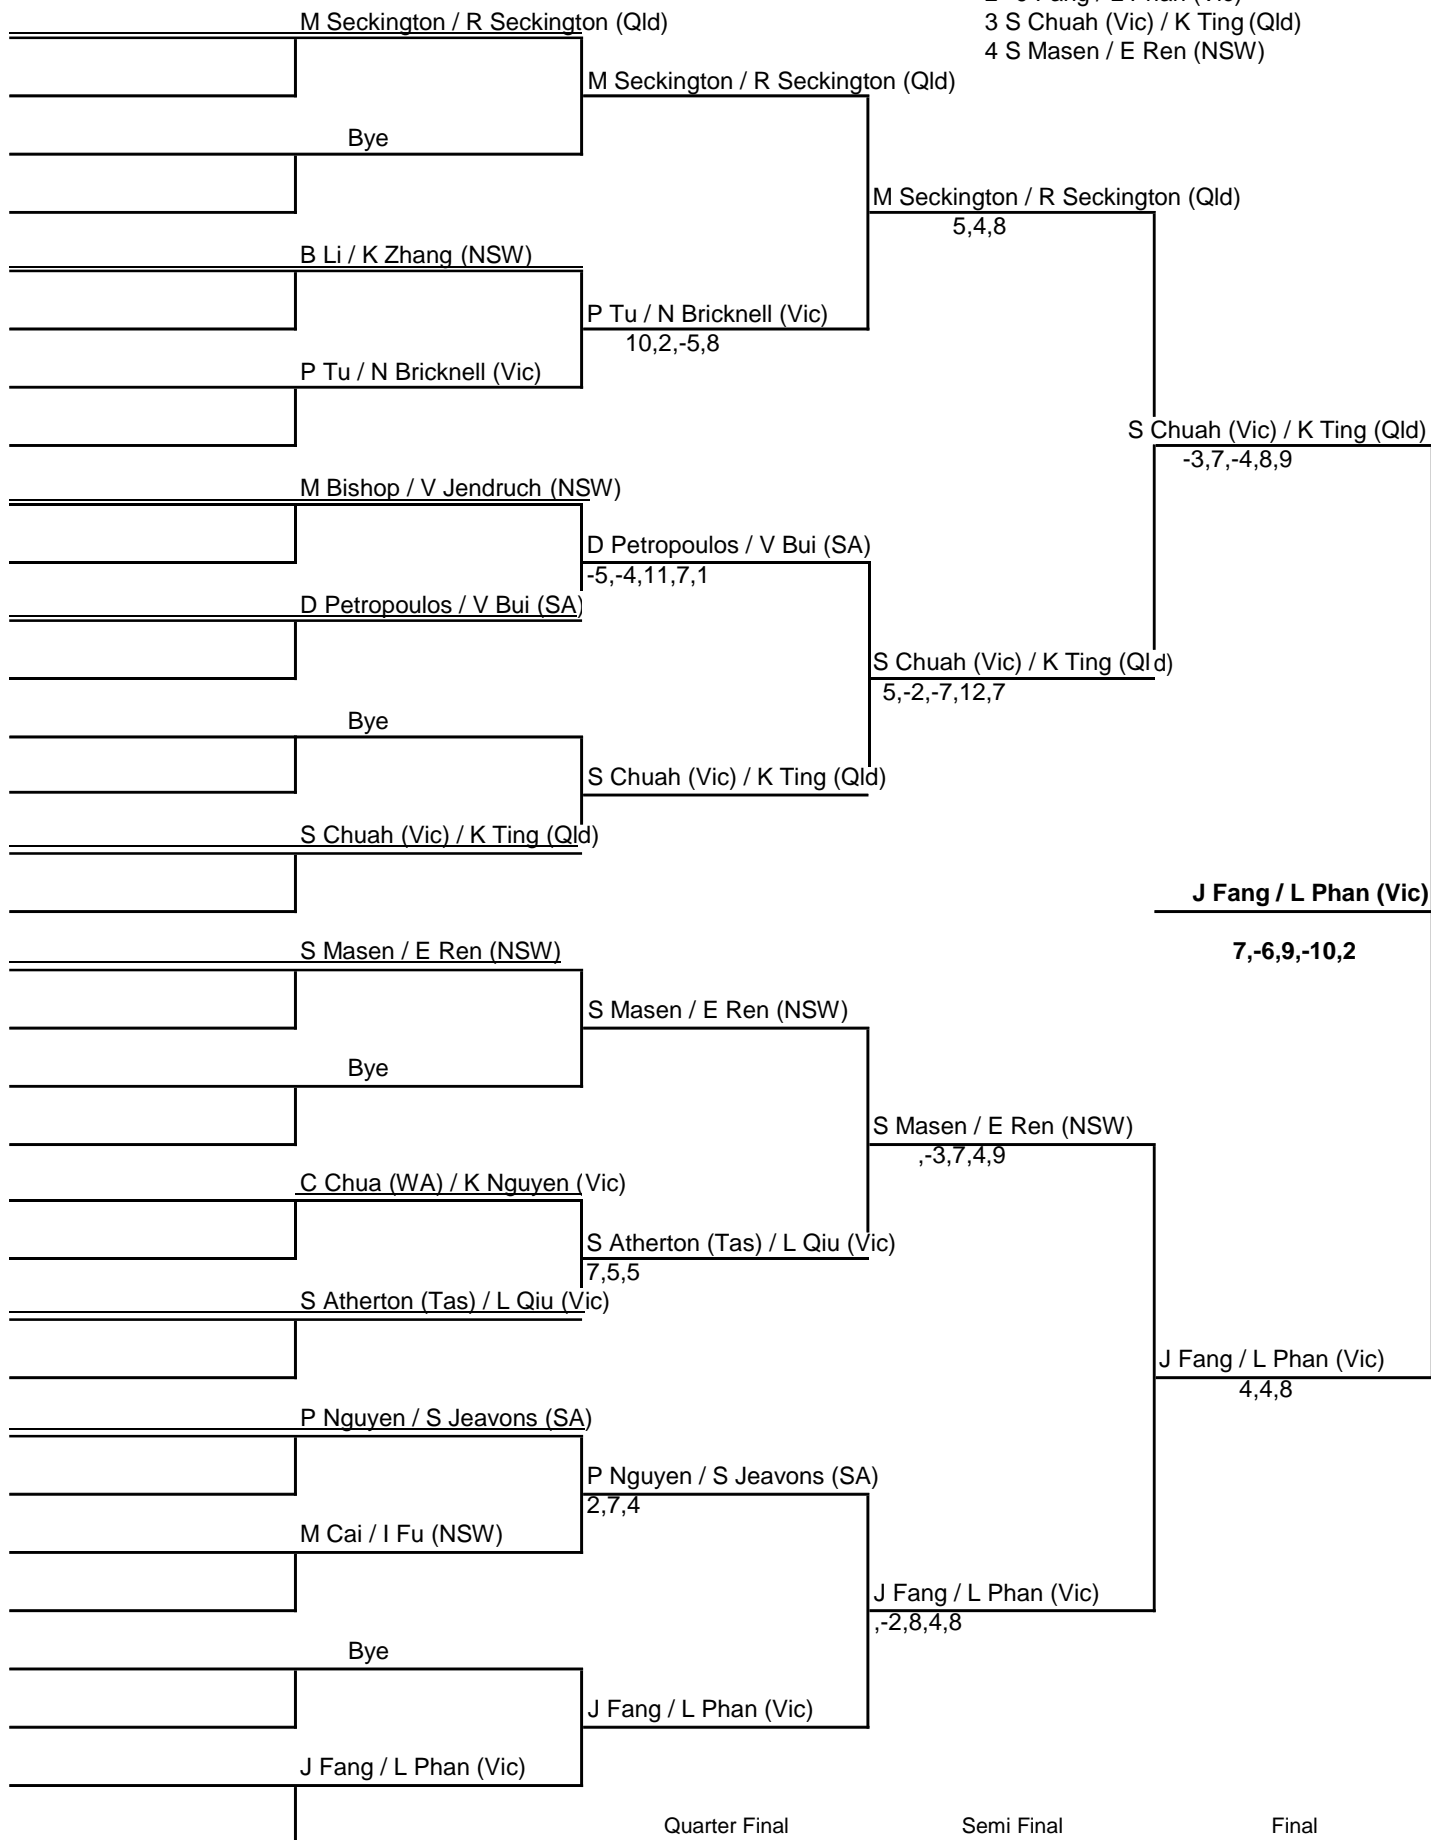 M Seckington / R Seckington (Qld)
3 S Chuah (Vic) / K Ting (Qld)
4 S Masen / E Ren (NSW)
M Seckington / R Seckington (Qld)
Bye
M Seckington / R Seckington (Qld)
5,4,8
B Li / K Zhang (NSW)
P Tu / N Bricknell (Vic)
10,2,-5,8
P Tu / N Bricknell (Vic)
S Chuah (Vic) / K Ting (Qld)
-3,7,-4,8,9
M Bishop / V Jendruch (NSW)
D Petropoulos / V Bui (SA)
-5,-4,11,7,1
D Petropoulos / V Bui (SA)
S Chuah (Vic) / K Ting (Qld)
5,-2,-7,12,7
Bye
S Chuah (Vic) / K Ting (Qld)
S Chuah (Vic) / K Ting (Qld)
J Fang / L Phan (Vic)
7,-6,9,-10,2
S Masen / E Ren (NSW)
S Masen / E Ren (NSW)
Bye
S Masen / E Ren (NSW)
,-3,7,4,9
C Chua (WA) / K Nguyen (Vic)
S Atherton (Tas) / L Qiu (Vic)
7,5,5
S Atherton (Tas) / L Qiu (Vic)
J Fang / L Phan (Vic)
4,4,8
P Nguyen / S Jeavons (SA)
P Nguyen / S Jeavons (SA)
2,7,4
M Cai / I Fu (NSW)
J Fang / L Phan (Vic)
,-2,8,4,8
Bye
J Fang / L Phan (Vic)
J Fang / L Phan (Vic)
Quarter Final
Semi Final
Final